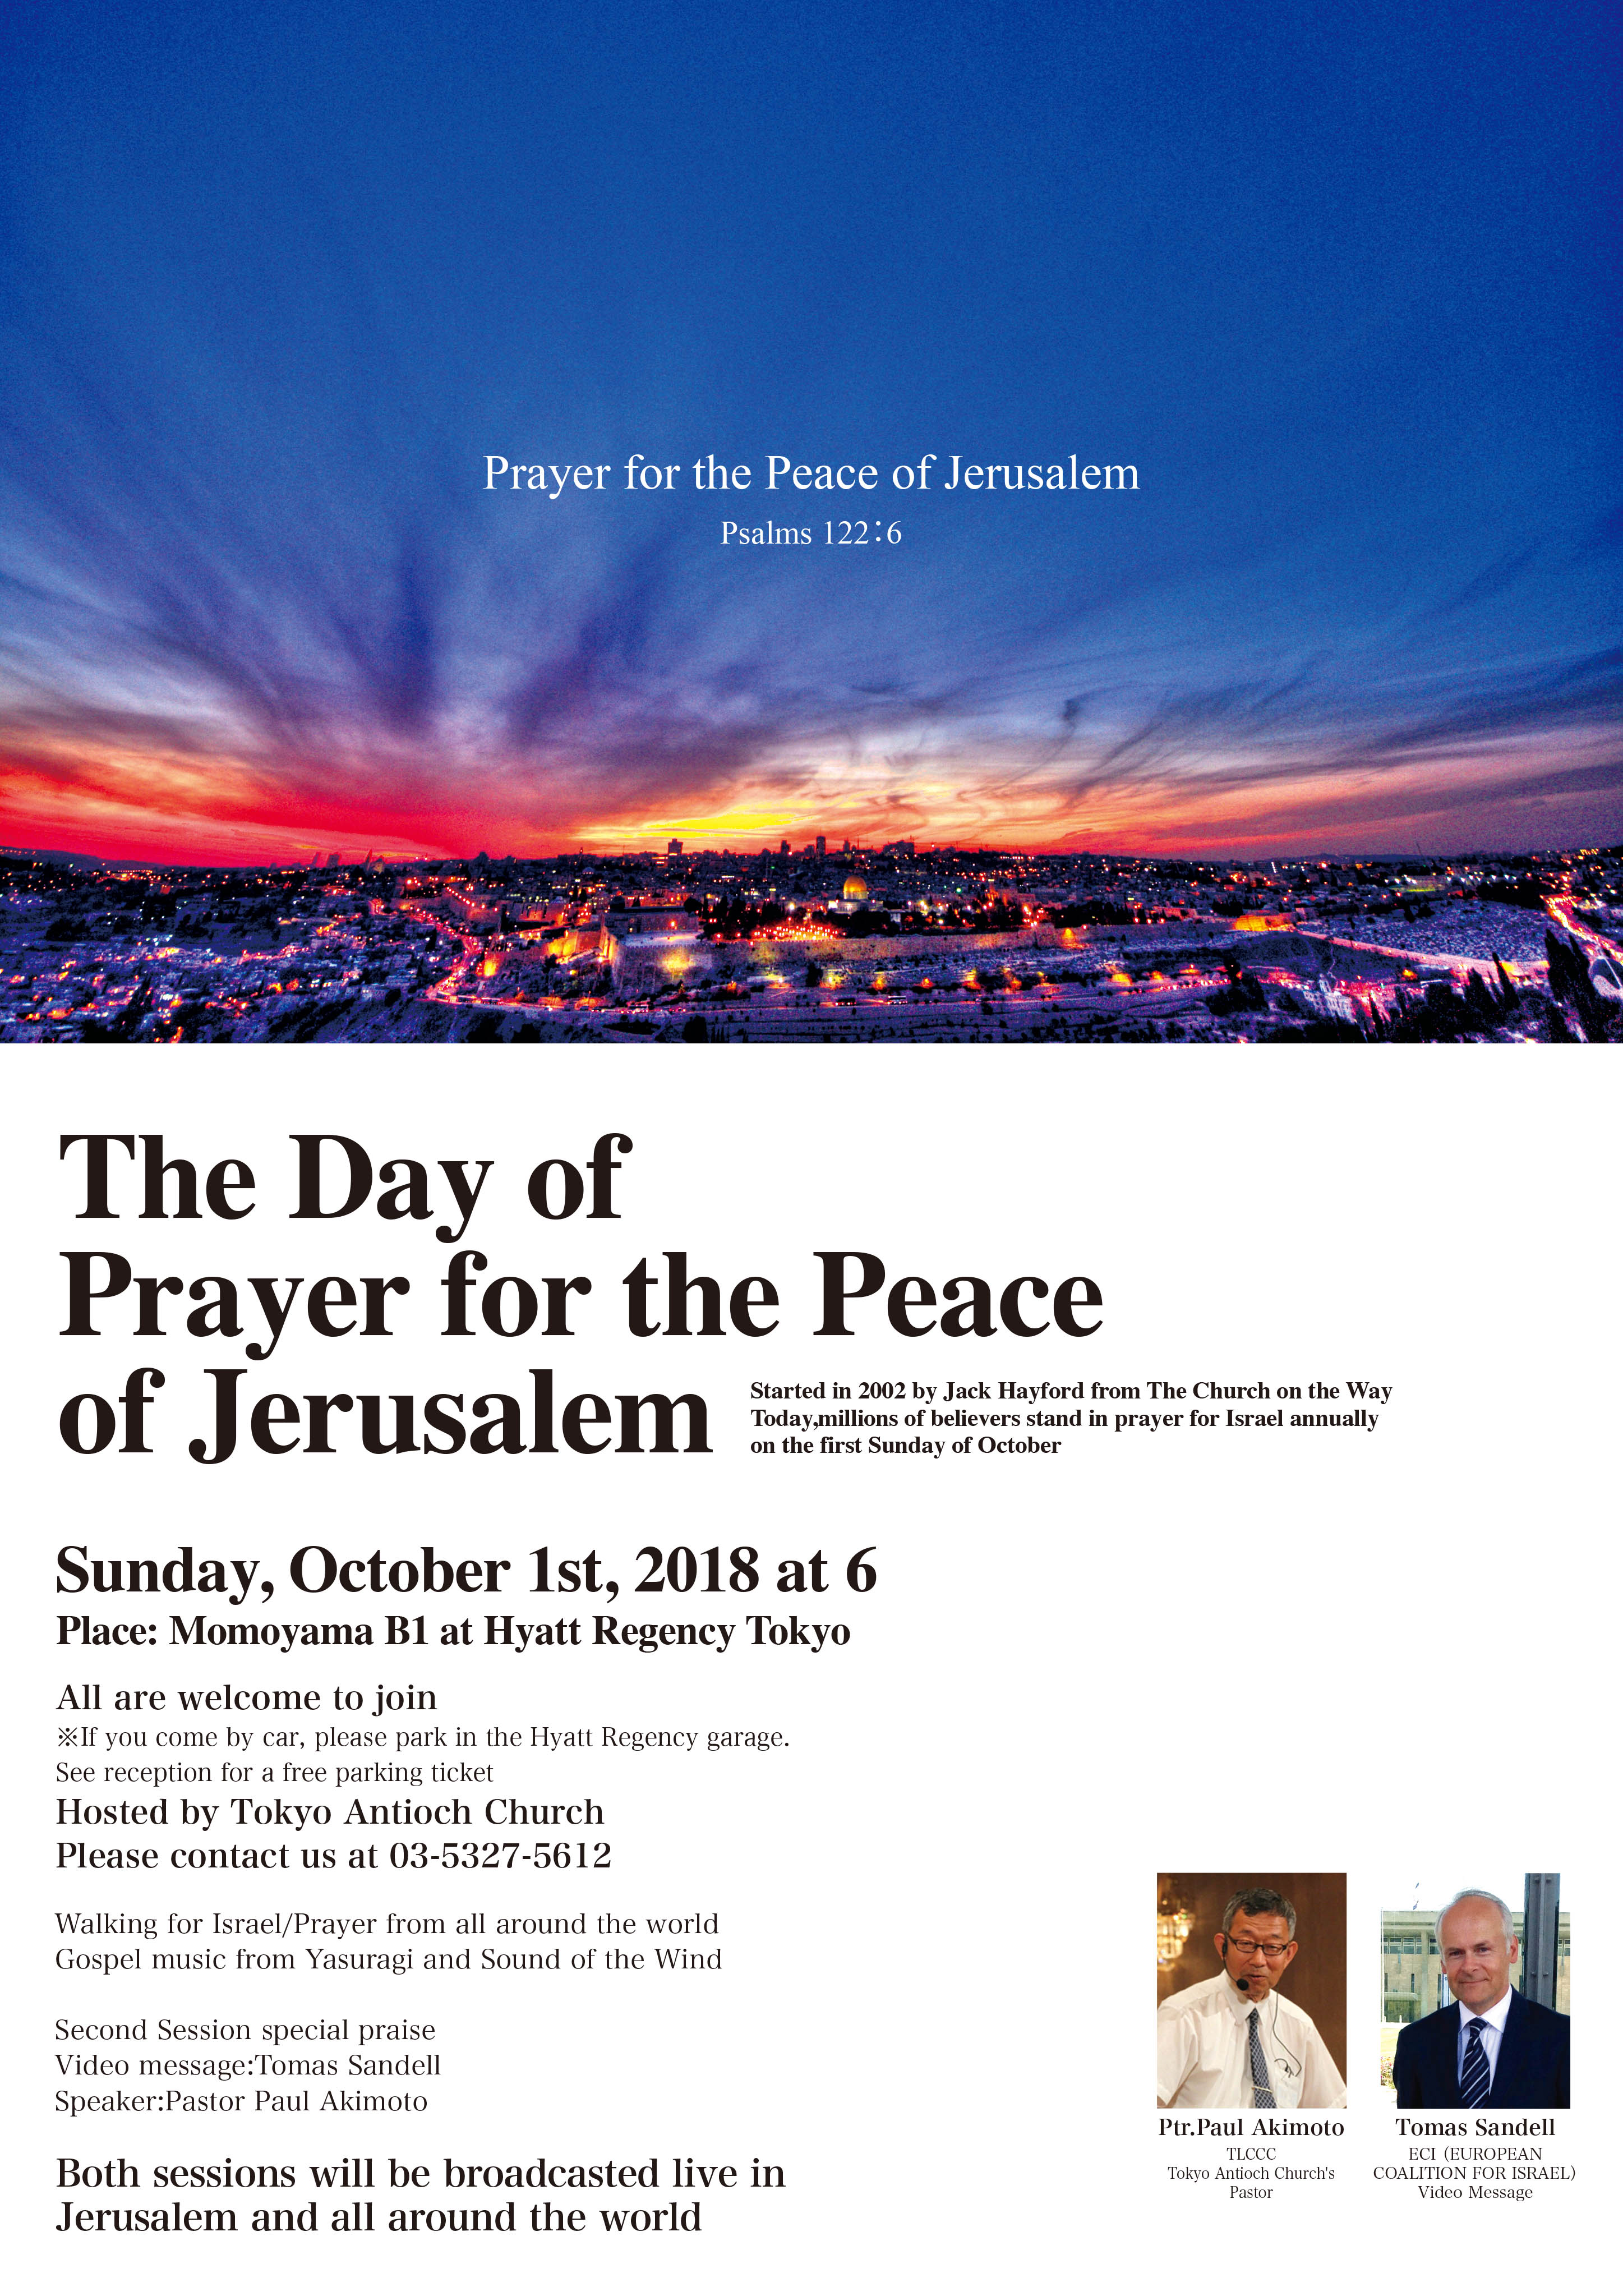 Prayer for the Peace of Jerusalem
Psalms 122:6
The Day of
Prayer for the Peace
of Jerusalem
Started in 2002 by Jack Hayford from The Church on the Way
Today,millions of believers stand in prayer for Israel annually
on the first Sunday of October
Sunday, October 1st, 2018 at 6
Place: Momoyama B1 at Hyatt Regency Tokyo
All are welcome to join
※If you come by car, please park in the Hyatt Regency garage.
See reception for a free parking ticket
Hosted by Tokyo Antioch Church
Please contact us at 03-5327-5612
Walking for Israel/Prayer from all around the world
Gospel music from Yasuragi and Sound of the Wind
Second Session special praise
Video message:Tomas Sandell
Speaker:Pastor Paul Akimoto
Both sessions will be broadcasted live in
Jerusalem and all around the world
Ptr.Paul Akimoto
TLCCC
Tokyo Antioch Church's
Pastor
Tomas Sandell
ECI (EUROPEAN
COALITION FOR ISRAEL)
Video Message